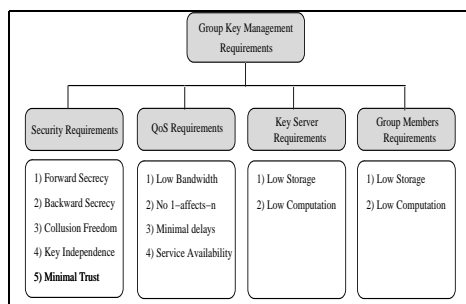 Group Key Management
Requirements
Security Requirements
QoS Requirements
Key Server
Requirements
Group Members
Requirements
1) Forward Secrecy
2) Backward Secrecy
3) Collusion Freedom
4) Key Independence
5) Minimal Trust
1) Low Bandwidth
2) No 1-affects-n
3) Minimal delays
4) Service Availability
1) Low Storage
2) Low Computation
1) Low Storage
2) Low Computation